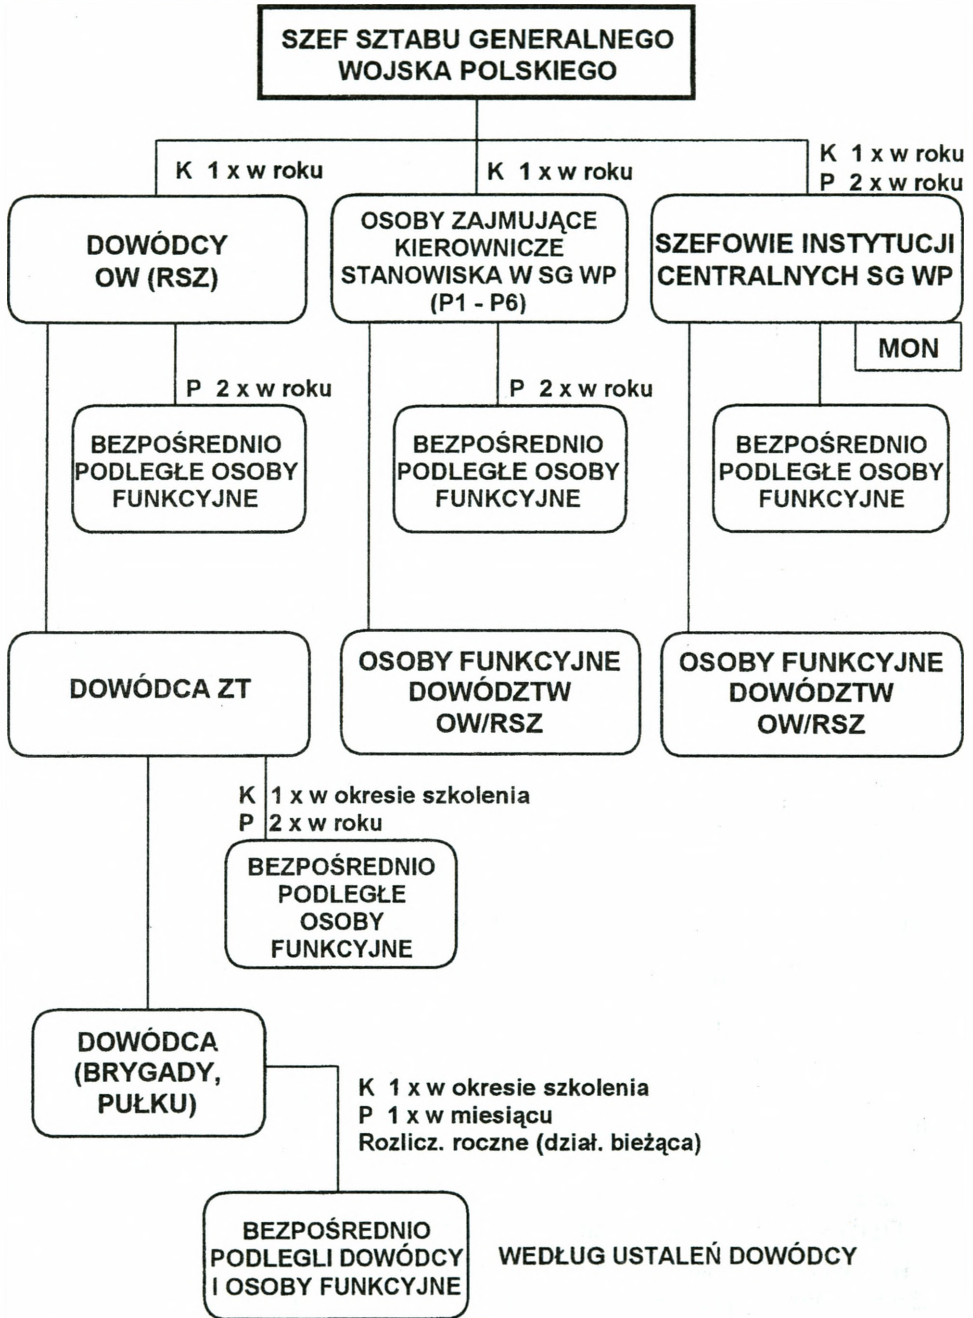 SZEF SZTABU GENERALNEGO
WOJSKA POLSKIEGO
K 1 x w roku
K 1 x w roku
K 1 x w roku
P 2 x w roku
DOWÓDCY
OW (RSZ)
OSOBY ZAJMUJĄCE
KIEROWNICZE
STANOWISKA W SG WP
(P1 - P6)
SZEFOWIE INSTYTUCJI
CENTRALNYCH SG WP
MON
P 2 x w roku
P 2 x w roku
BEZPOŚREDNIO
PODLEGŁE OSOBY
FUNKCYJNE
BEZPOŚREDNIO
PODLEGŁE OSOBY
FUNKCYJNE
BEZPOŚREDNIO
PODLEGŁE OSOBY
FUNKCYJNE
DOWÓDCA ZT
OSOBY FUNKCYJNE
DOWÓDZTW
OW/RSZ
OSOBY FUNKCYJNE
DOWÓDZTW
OW/RSZ
K 1 x w okresie szkolenia
P 2 x w roku
BEZPOŚREDNIO
PODLEGŁE
OSOBY
FUNKCYJNE
DOWÓDCA
(BRYGADY,
PUŁKU)
K 1 x w okresie szkolenia
P 1 x w miesiącu
Rozlicz. roczne (dział. bieżąca)
BEZPOŚREDNIO
PODLEGLI DOWÓDCY
I OSOBY FUNKCYJNE
WEDŁUG USTALEŃ DOWÓDCY